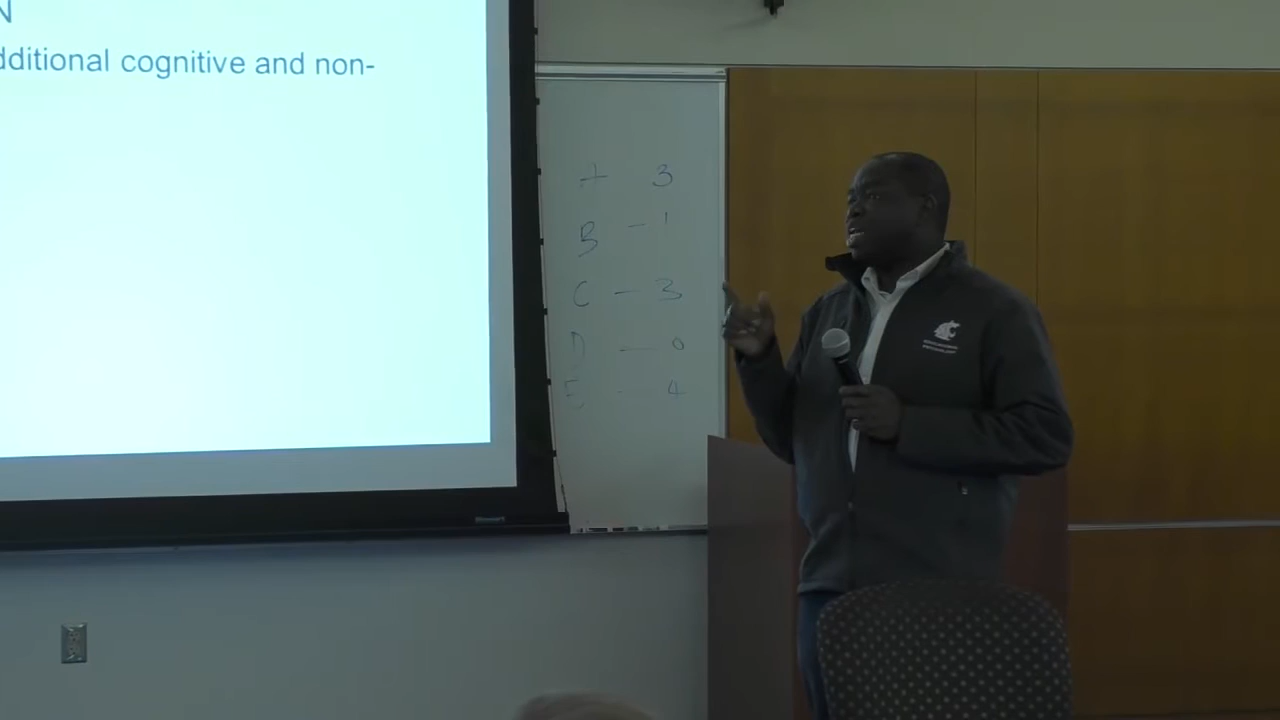 N
dditional cognitive and non-
A 3
B - 1
C - 3
D - 0
E - 4